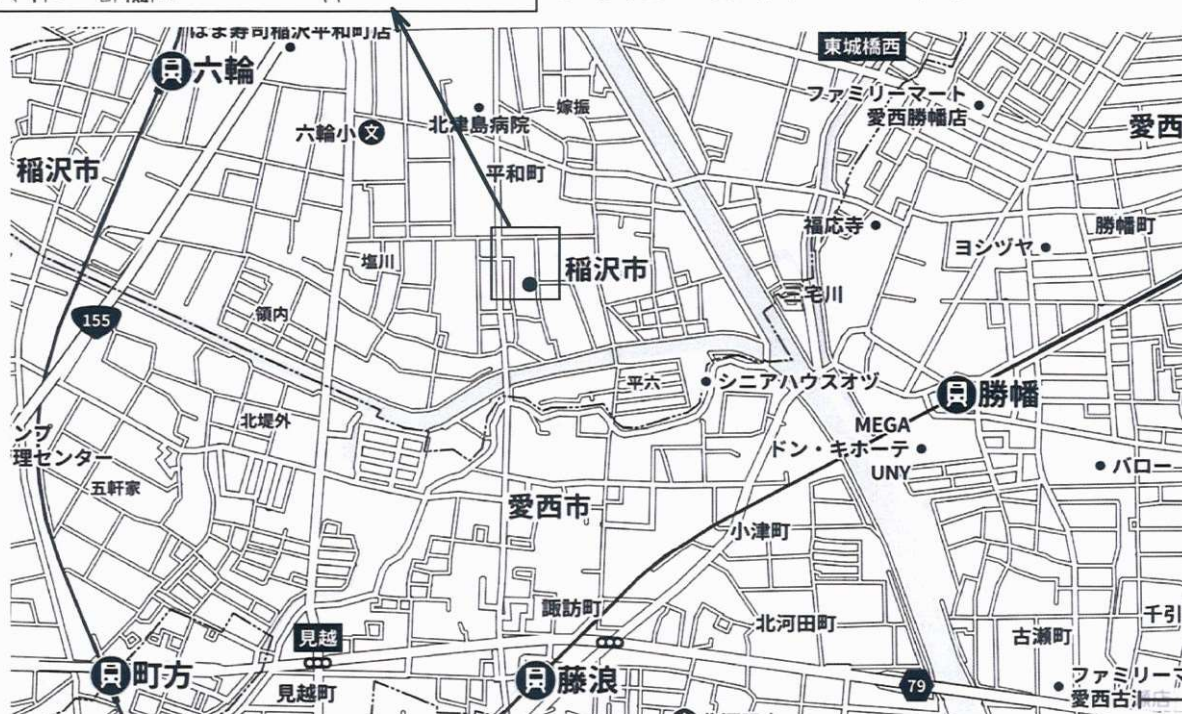 はま寿司稲沢平和町店
東城橋西
六輪
ファミリーマート
愛西勝幡店
北津島病院
嫁振
六輪小
文
愛西
稲沢市
平和町
福応寺
勝幡町
ヨシヅヤ
塩川
稲沢市
宅川
領内
155
平六
シニアハウスオヅ
勝幡
北堤外
MEGA
ドン・キホーテ
UNY
ンプ
理センター
バロー
五軒家
愛西市
小津町
諏訪町
北河田町
千引
見越
古瀬町
町方
見越町
藤浪
79
ファミリーマ
愛西古瀬店